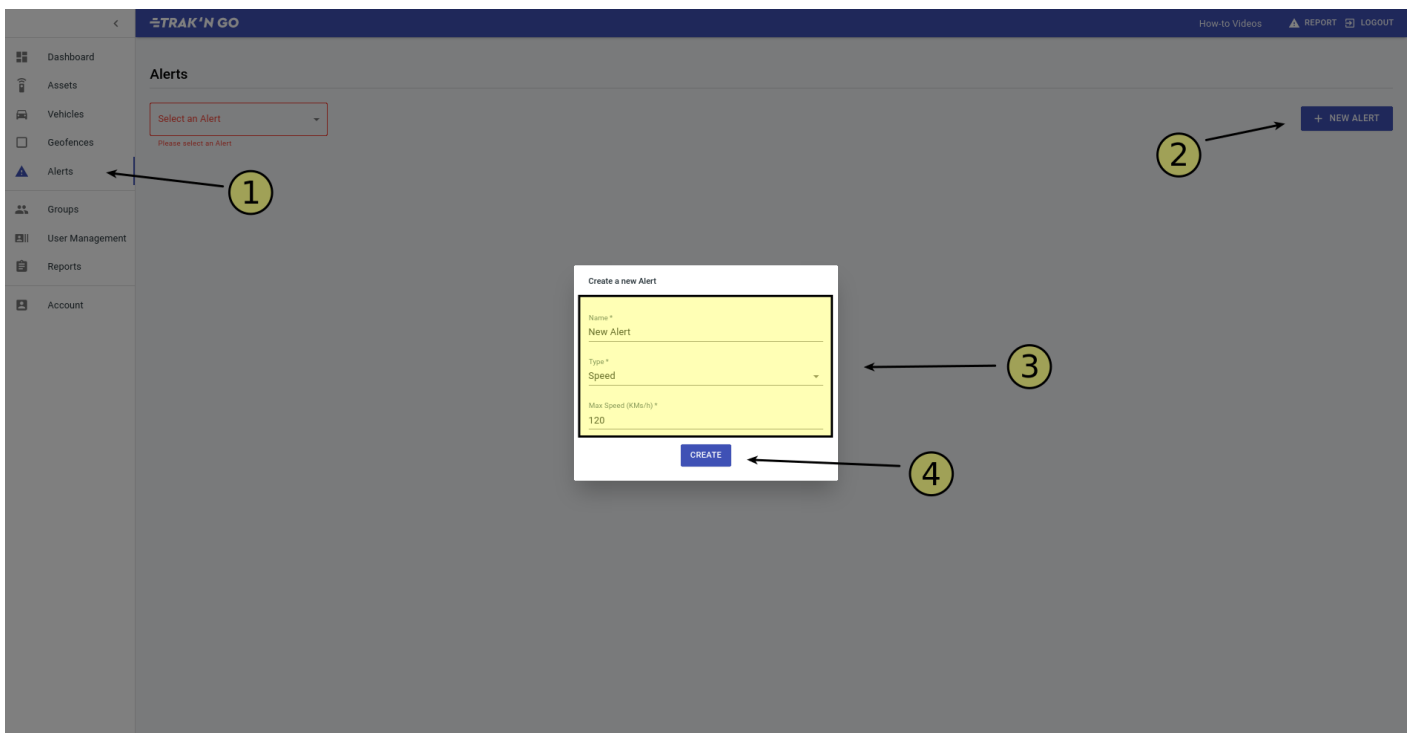 TRAK'N GO
How-to Videos
REPORT
LOGOUT
Dashboard
Assets
Vehicles
Geofences
Alerts
Groups
User Management
Reports
Account
Alerts
Select an Alert
Please select an Alert
+ NEW ALERT
1
2
Create a new Alert
Name *
New Alert
Type *
Speed
Max Speed (KMs/h) *
120
CREATE
3
4